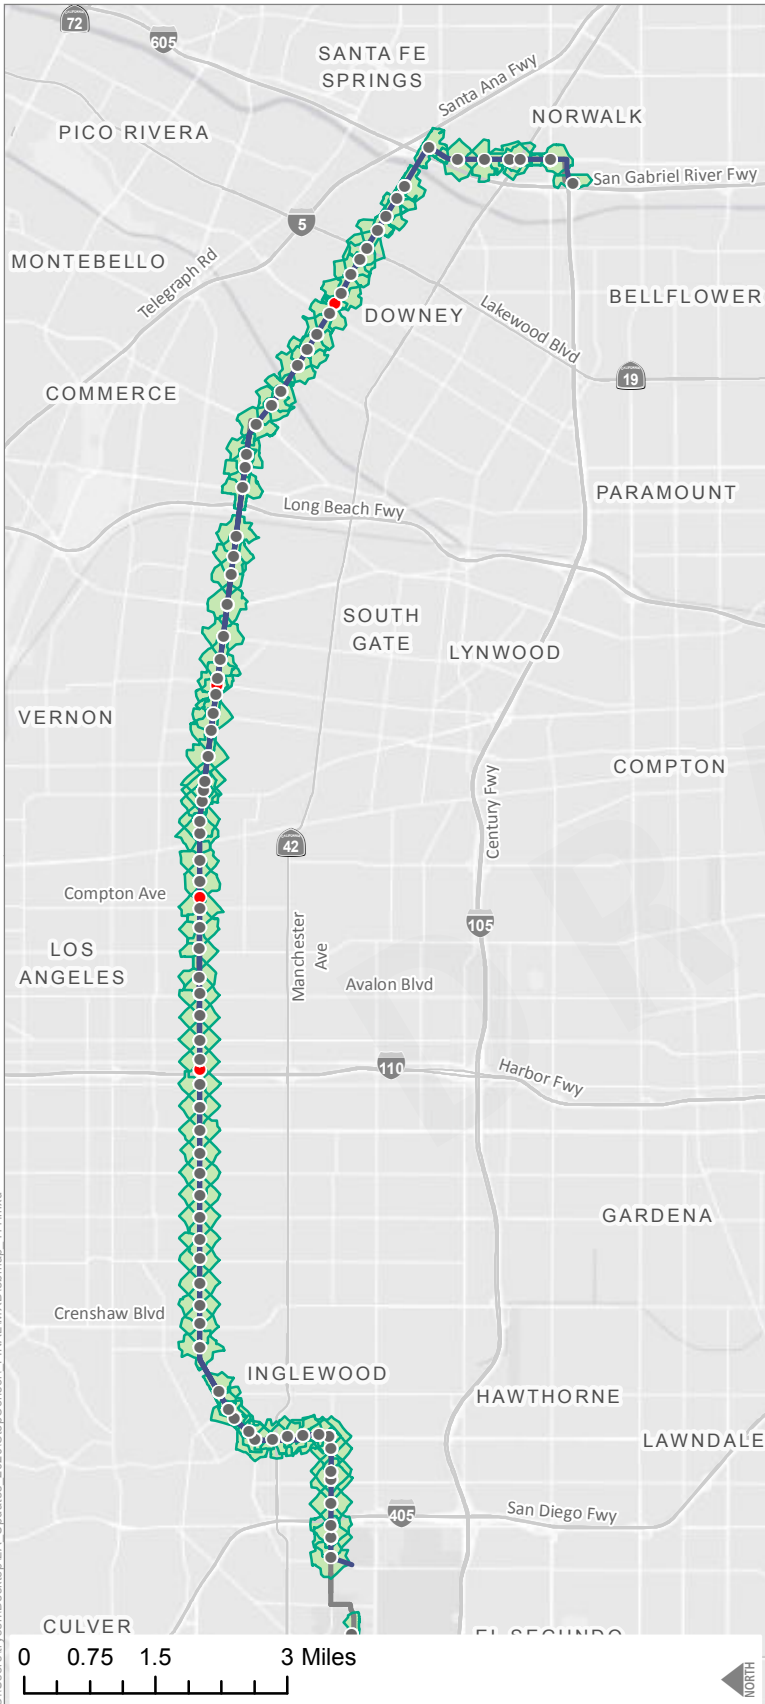 72
605
SANTA FE
SPRINGS
Santa Ana Fwy
NORWALK
PICO RIVERA
San Gabriel River Fwy
5
MONTEBELLO
Telegraph Rd
BELLFLOWER
DOWNEY
Lakewood Blvd
COMMERCE
19
PARAMOUNT
Long Beach Fwy
SOUTH
GATE
LYNWOOD
VERNON
COMPTON
Century Fwy
42
Compton Ave
105
Manchester
Ave
LOS
ANGELES
Avalon Blvd
110
Harbor Fwy
GARDENA
Crenshaw Blvd
INGLEWOOD
HAWTHORNE
LAWNDALE
405
San Diego Fwy
CULVER
EL SEGUNDO
0 0.75 1.5 3 Miles
NORTH